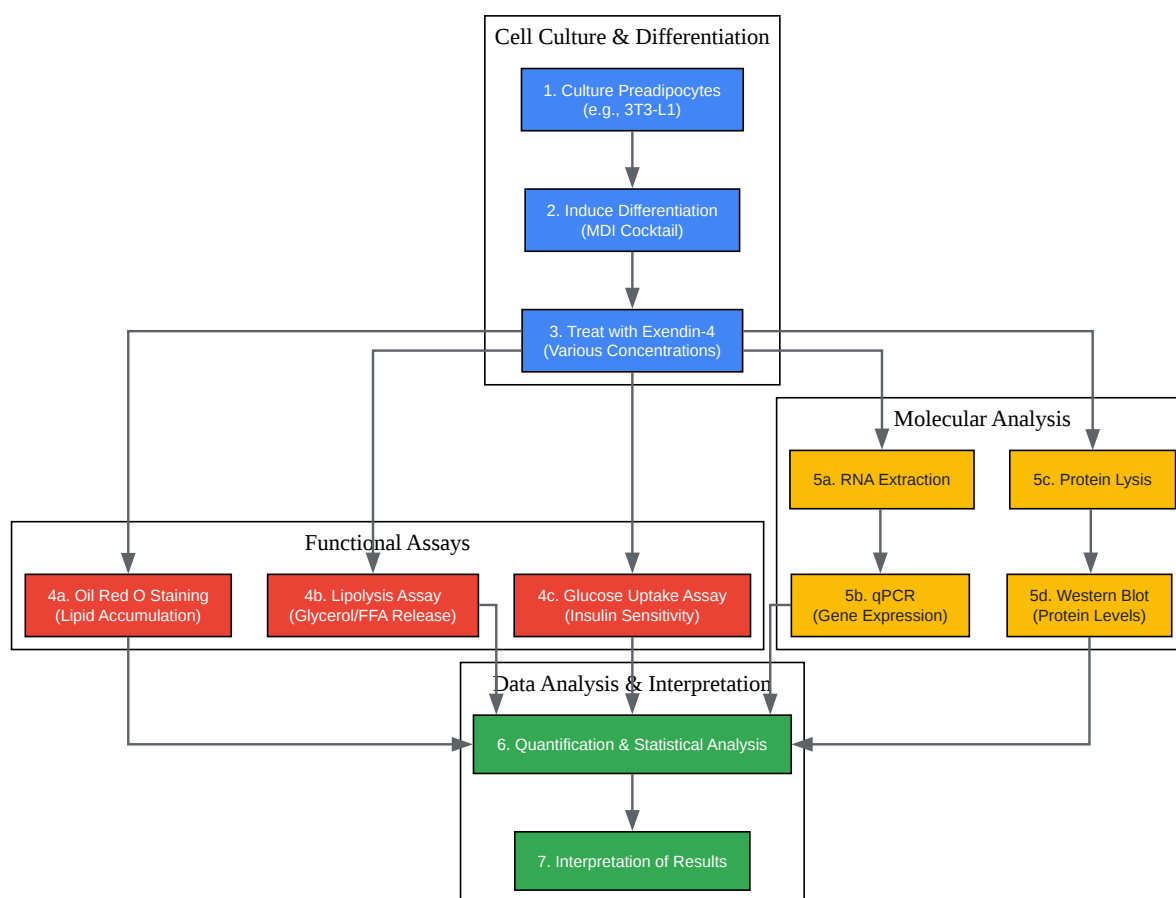 Cell Culture & Differentiation
1. Culture Preadipocytes
(e.g., 3T3-L1)
2. Induce Differentiation
(MDI Cocktail)
3. Treat with Exendin-4
(Various Concentrations)
Molecular Analysis
5a. RNA Extraction
5c. Protein Lysis
Functional Assays
4a. Oil Red O Staining
(Lipid Accumulation)
4b. Lipolysis Assay
(Glycerol/FFA Release)
4c. Glucose Uptake Assay
(Insulin Sensitivity)
5b. qPCR
(Gene Expression)
5d. Western Blot
(Protein Levels)
Data Analysis & Interpretation
6. Quantification & Statistical Analysis
7. Interpretation of Results